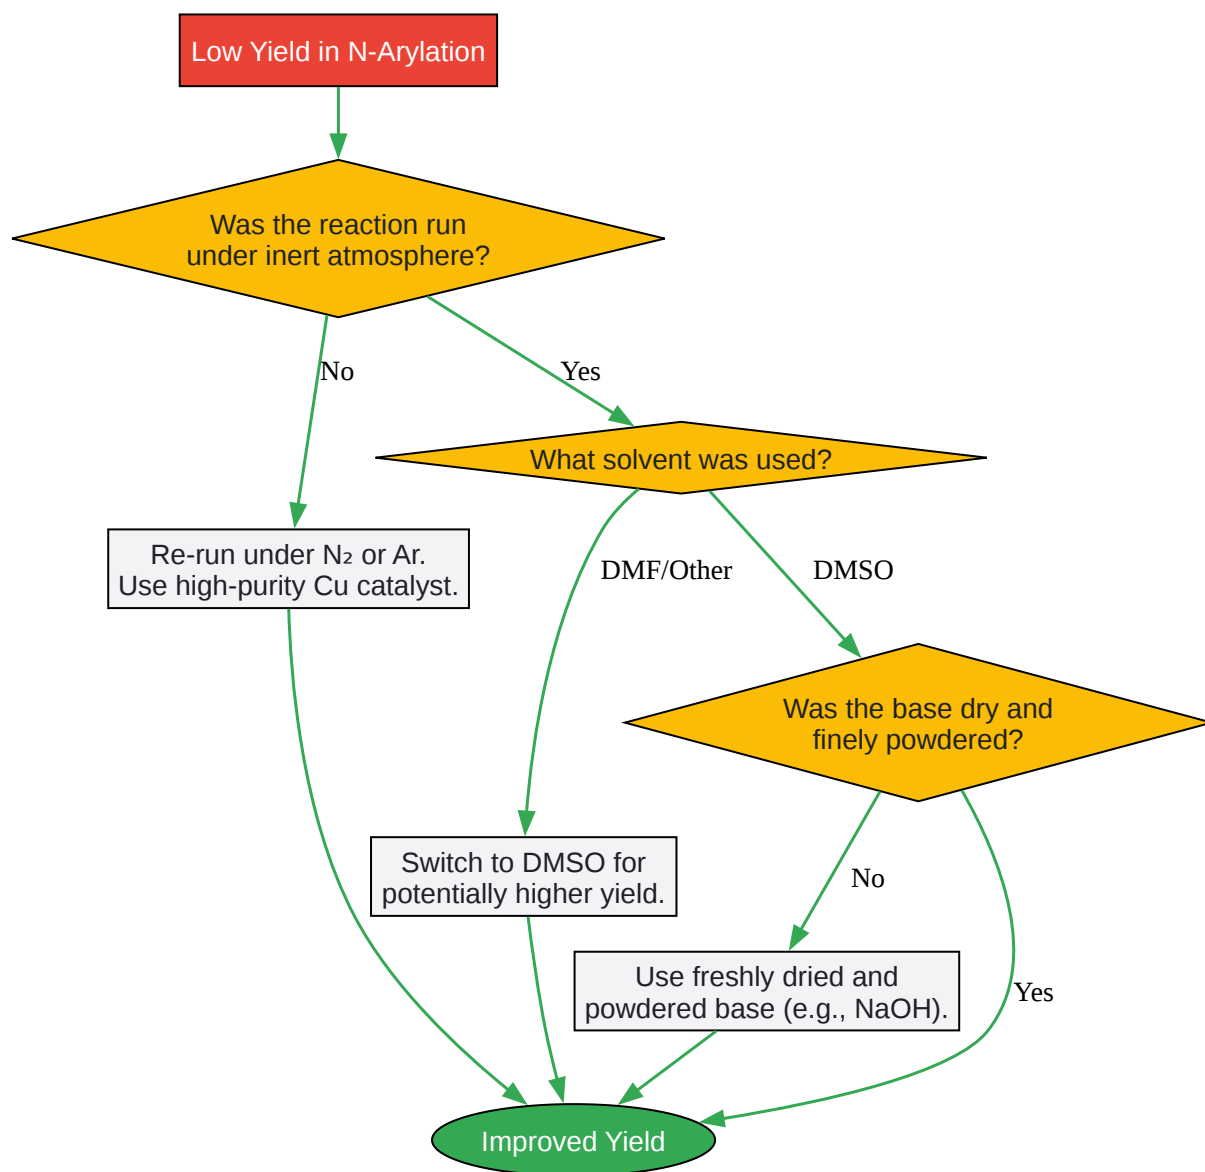 Low Yield in N-Arylation
Was the reaction run
under inert atmosphere?
No
Yes
What solvent was used?
Re-run under N₂ or Ar.
Use high-purity Cu catalyst.
DMF/Other
DMSO
Was the base dry and
finely powdered?
Switch to DMSO for
potentially higher yield.
No
Use freshly dried and
powdered base (e.g., NaOH).
Yes
Improved Yield